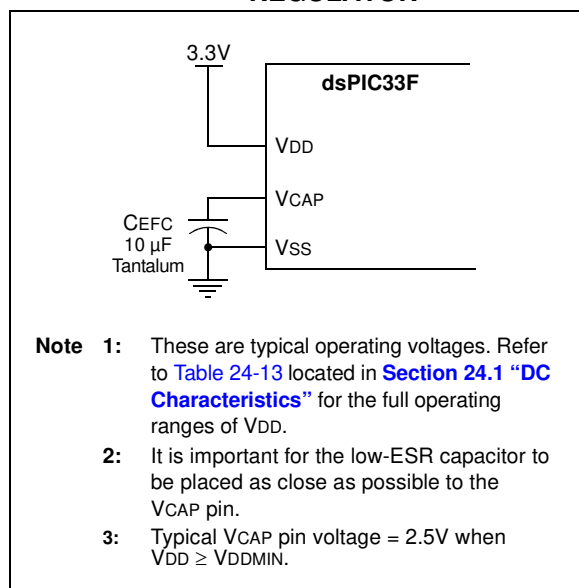 3.3V
dsPIC33F
VDD
VCAP
CEFC
10 µF
Tantalum
VSS
Note 1: These are typical operating voltages. Refer
to Table 24-13 located in Section 24.1 “DC
Characteristics” for the full operating
ranges of VDD.
2: It is important for the low-ESR capacitor to
be placed as close as possible to the
VCAP pin.
3: Typical VCAP pin voltage = 2.5V when
VDD ≥ VDDMIN.